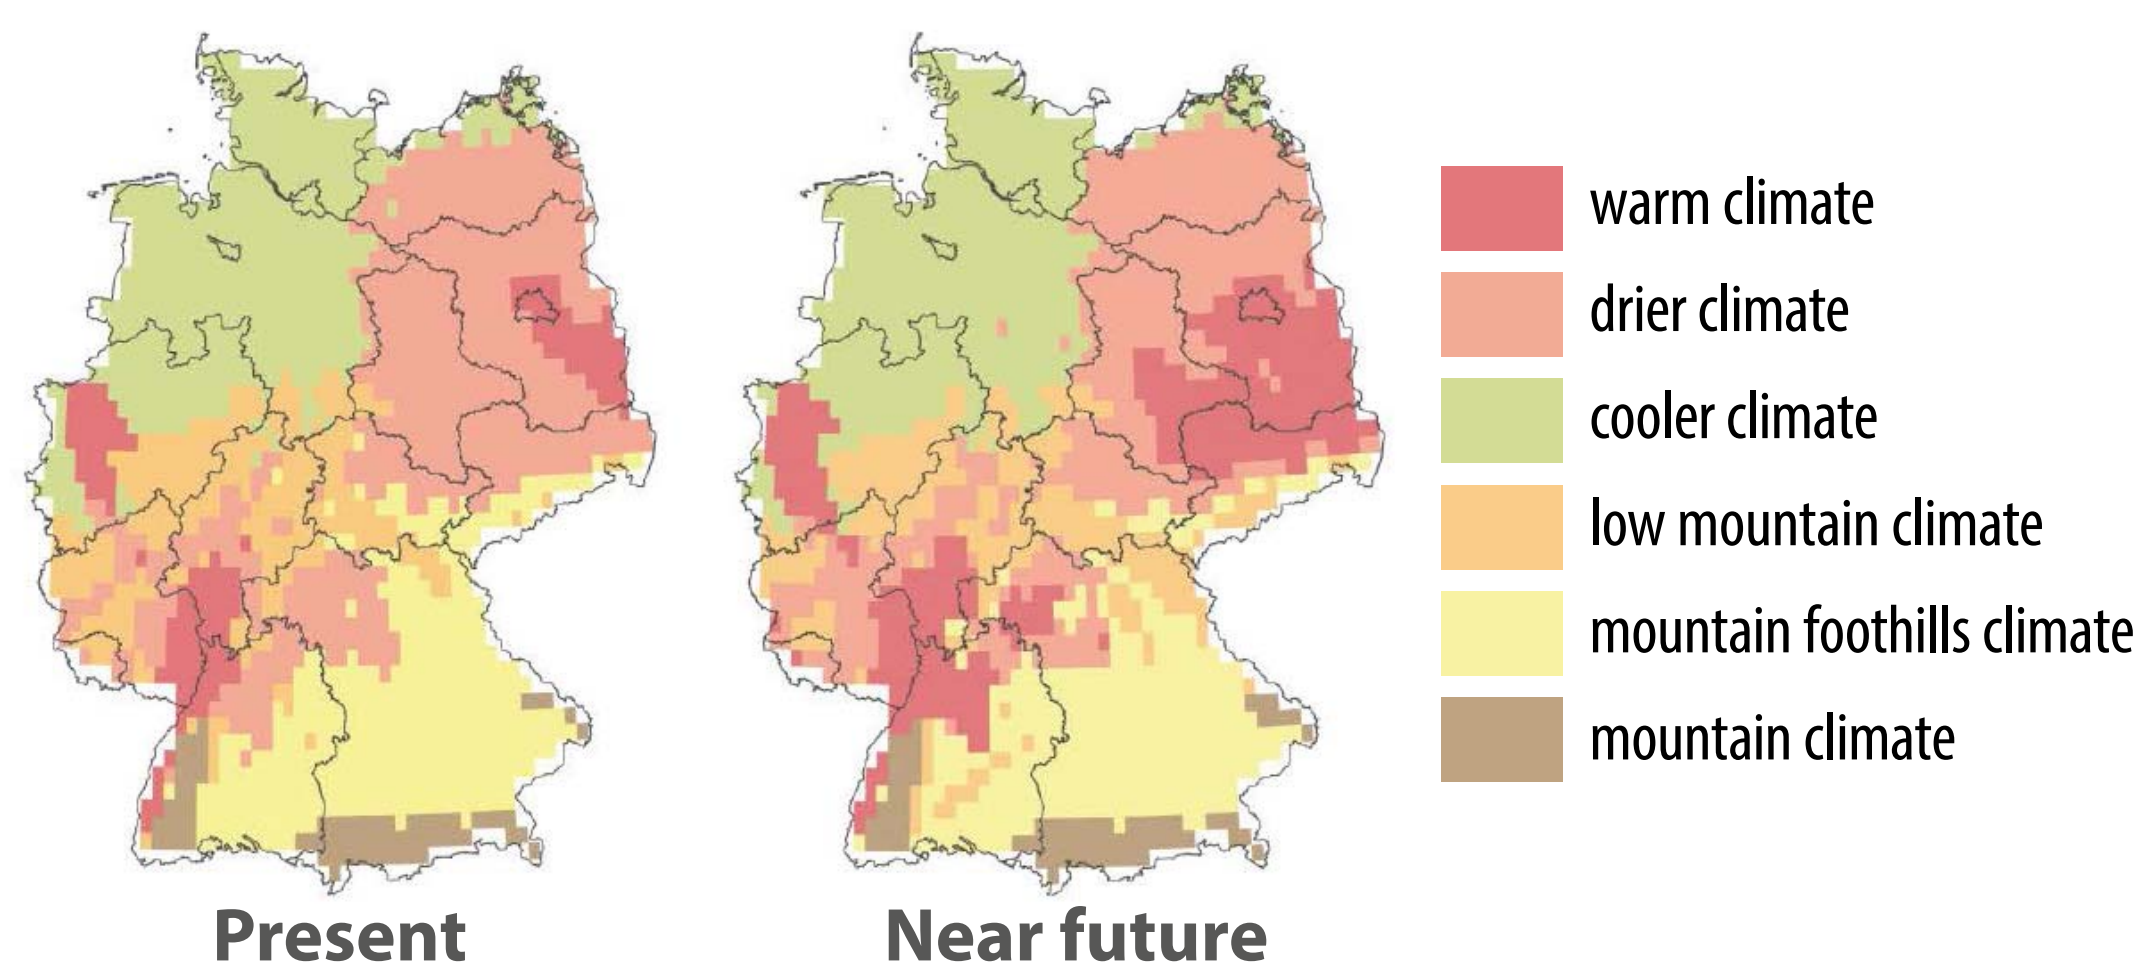 warm climate
drier climate
cooler climate
low mountain climate
mountain foothills climate
mountain climate
Present
Near future